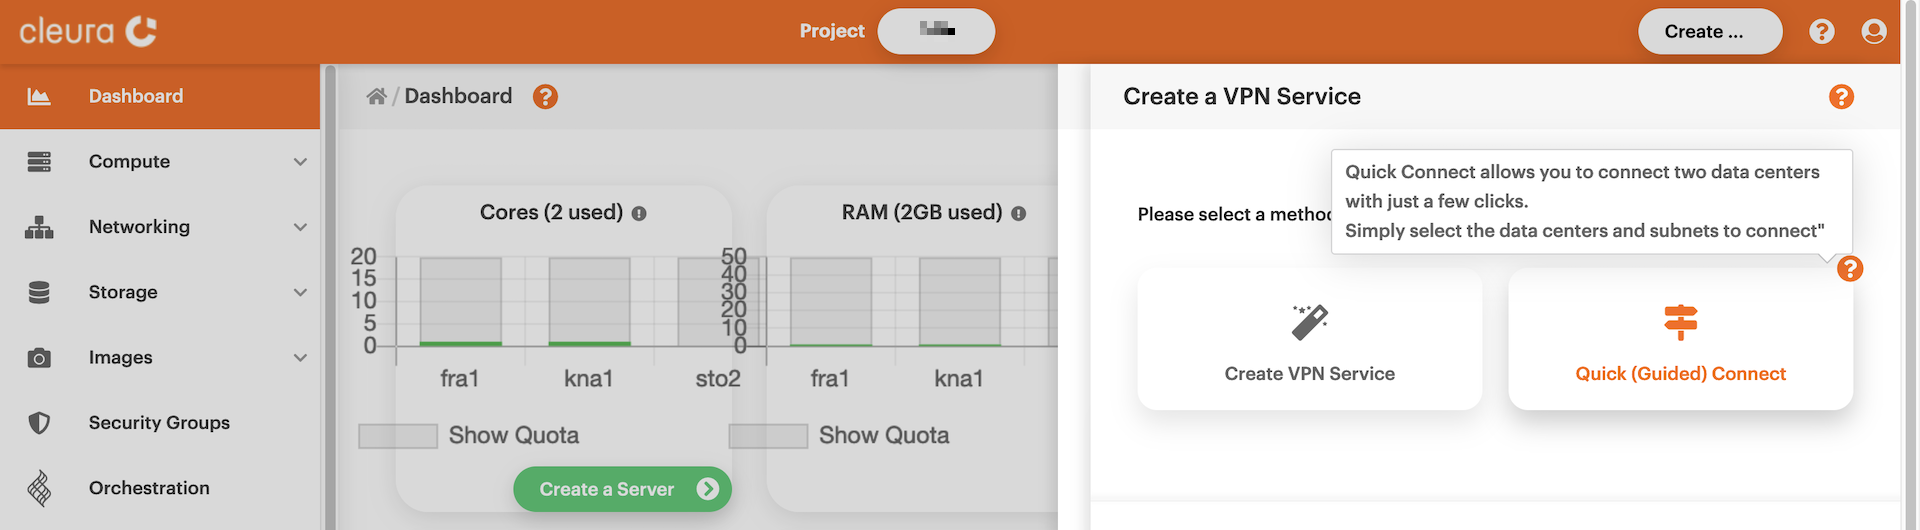 cleura
Project
Create ...
?
Dashboard
Compute
Networking
Storage
Images
Security Groups
Orchestration
/ Dashboard ?
Cores (2 used) !
20
15
10
5
0
fra1 kna1 sto2
Show Quota
Create a Server
RAM (2GB used) !
50
40
30
20
10
0
fra1 kna1
Show Quota
Create a VPN Service ?
Quick Connect allows you to connect two data centers
with just a few clicks.
Simply select the data centers and subnets to connect"
Please select a method
?
Create VPN Service
Quick (Guided) Connect